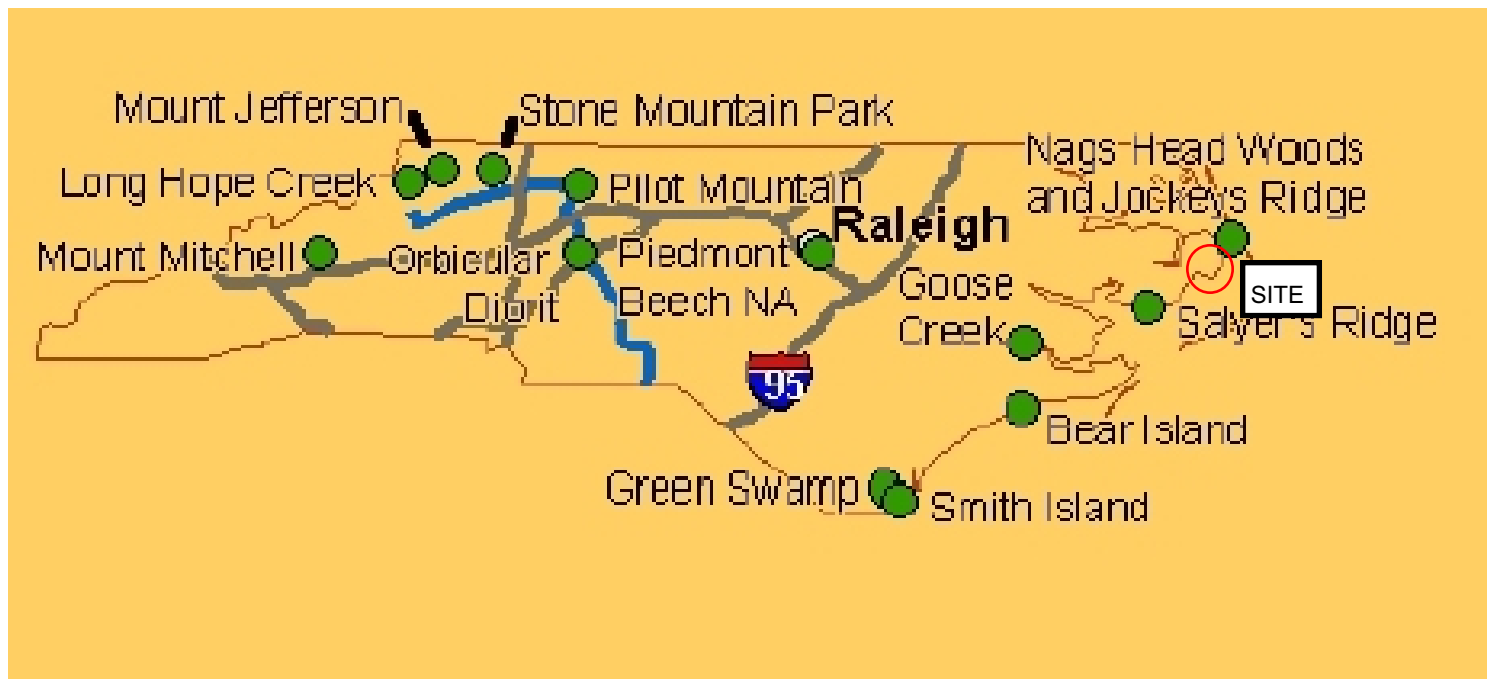 Mount Jefferson
Stone Mountain Park
Nags Head Woods
and Jockeys Ridge
Long Hope Creek
Pilot Mountain
Raleigh
Mount Mitchell
Orbicular
Diorit
Piedmont
Beech NA
Goose
Creek
SITE
Salyer's Ridge
95
Bear Island
Green Swamp
Smith Island